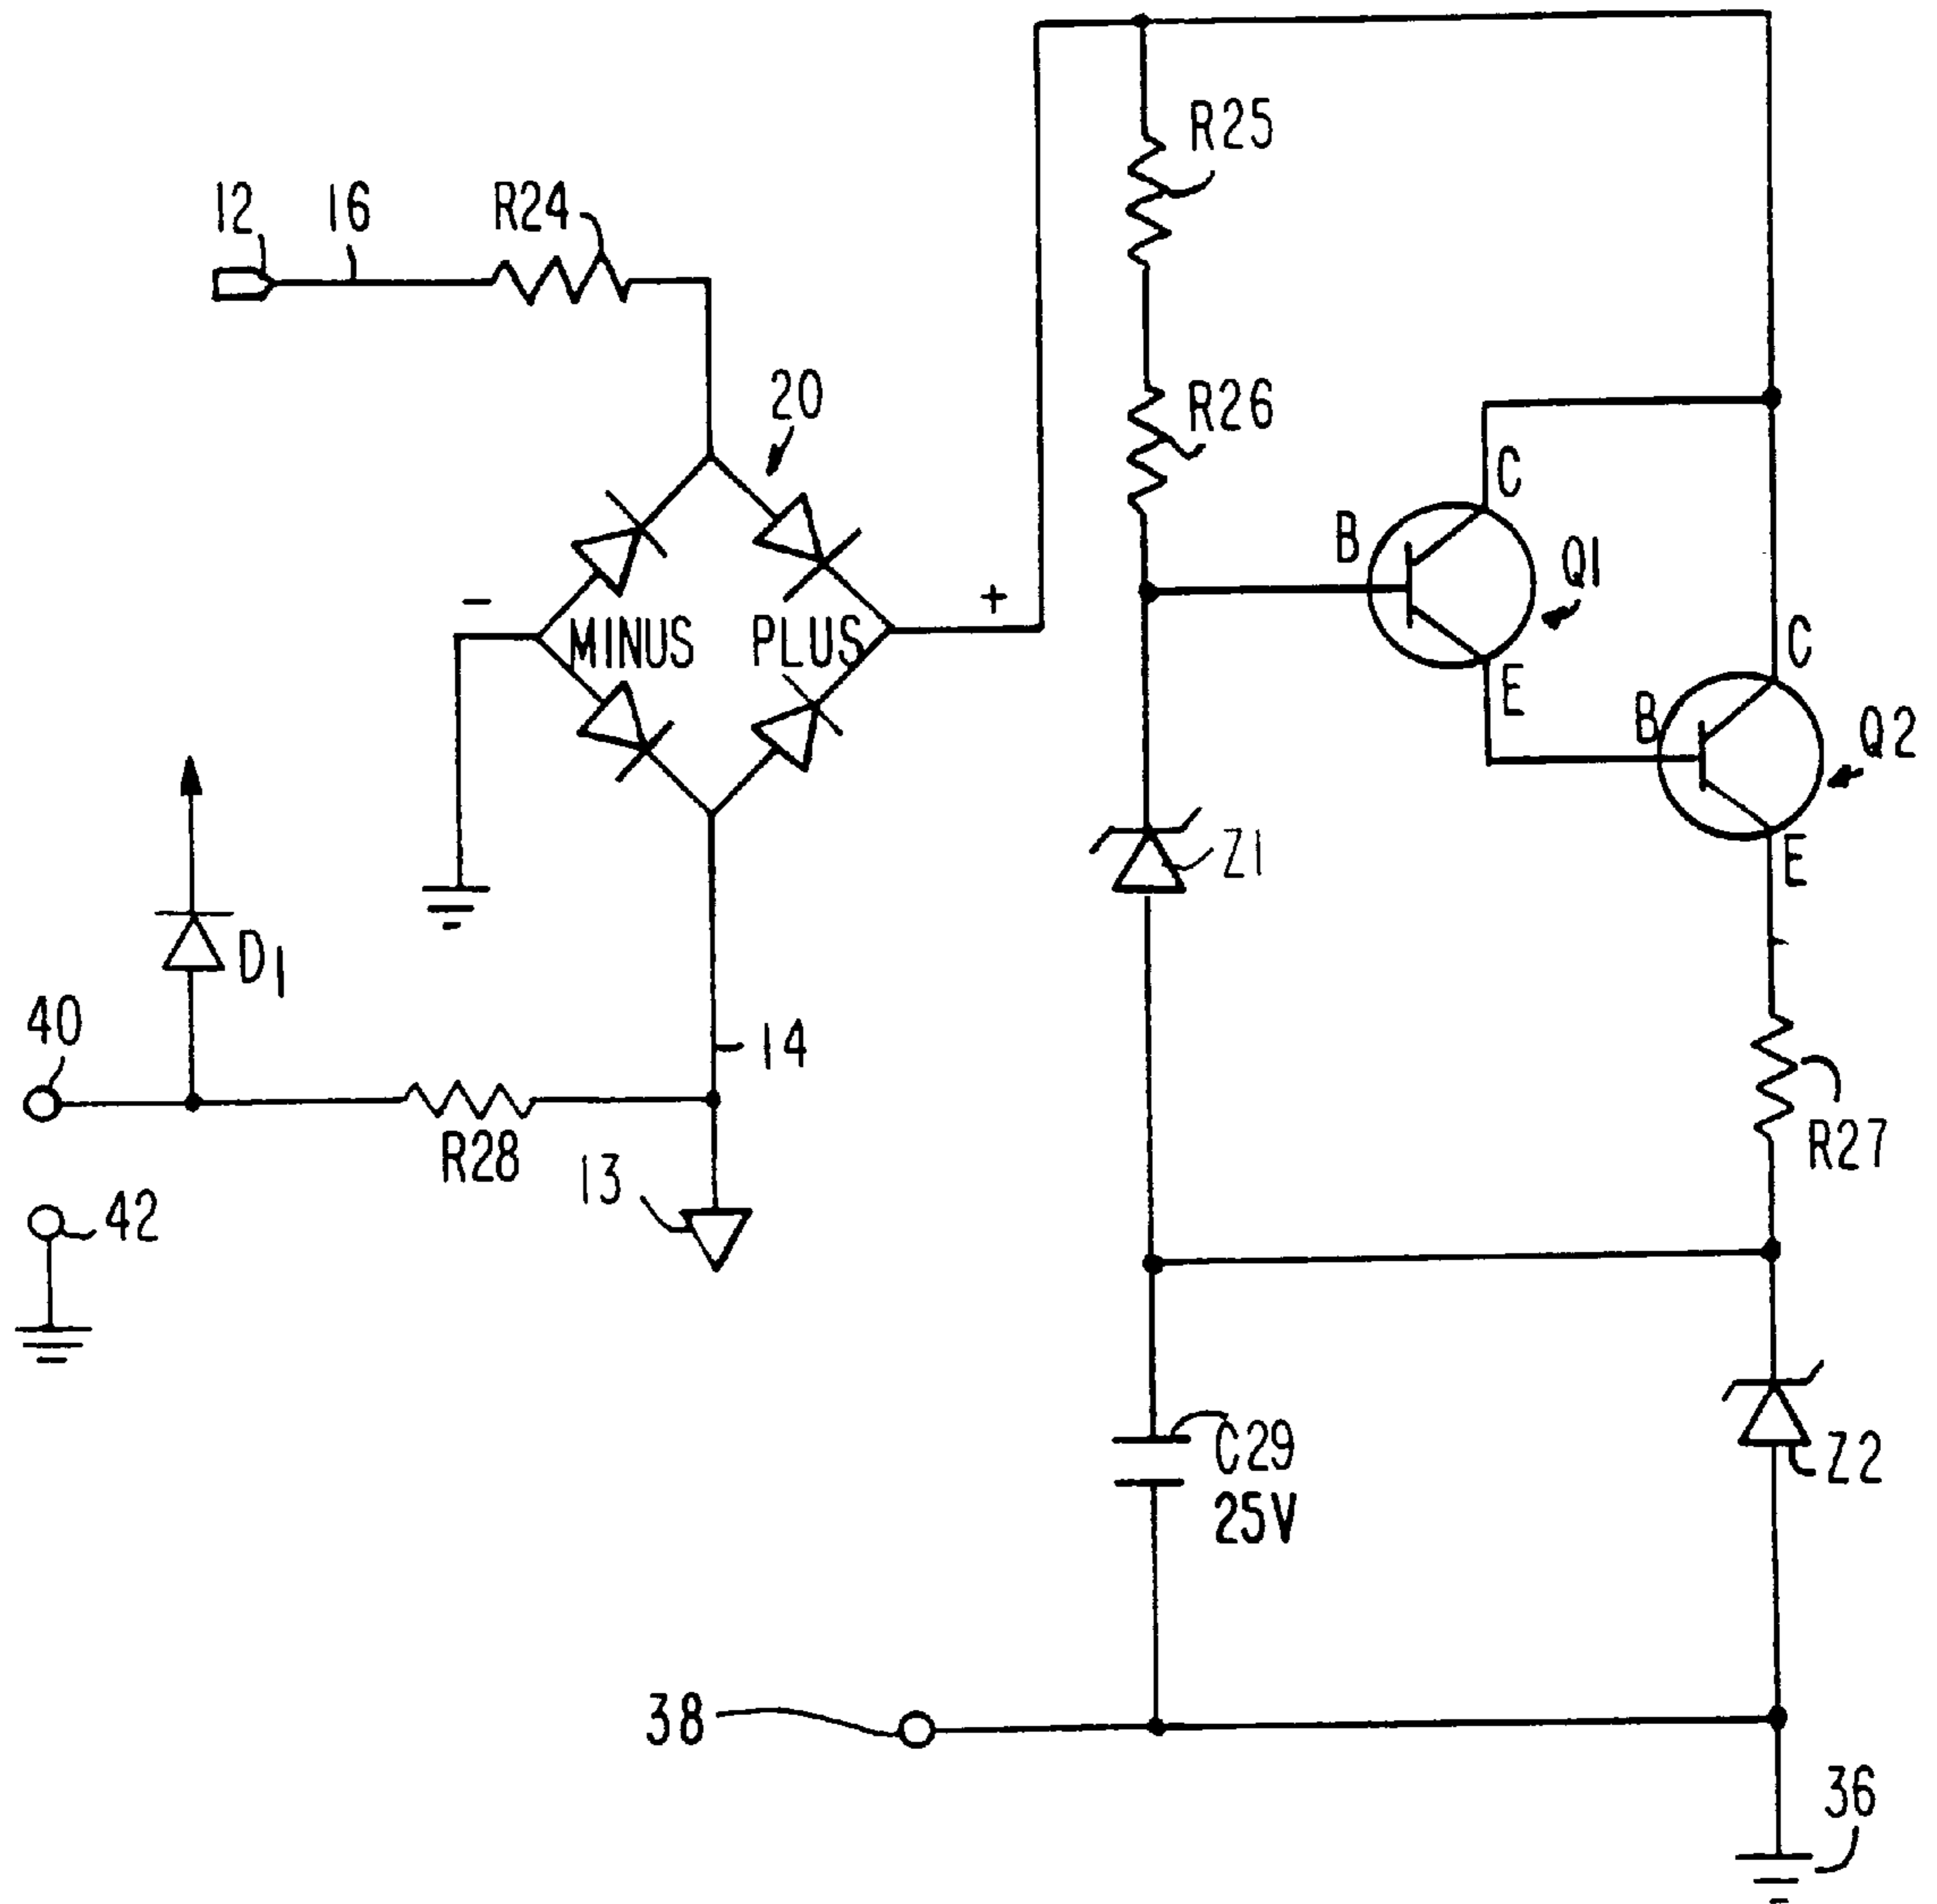 R25
12
16
R24
20
R26
C
B
Q1
-
+
MINUS
PLUS
E
C
B
Q2
Z1
E
D1
40
14
R28
13
R27
42
C29
25V
Z2
38
36